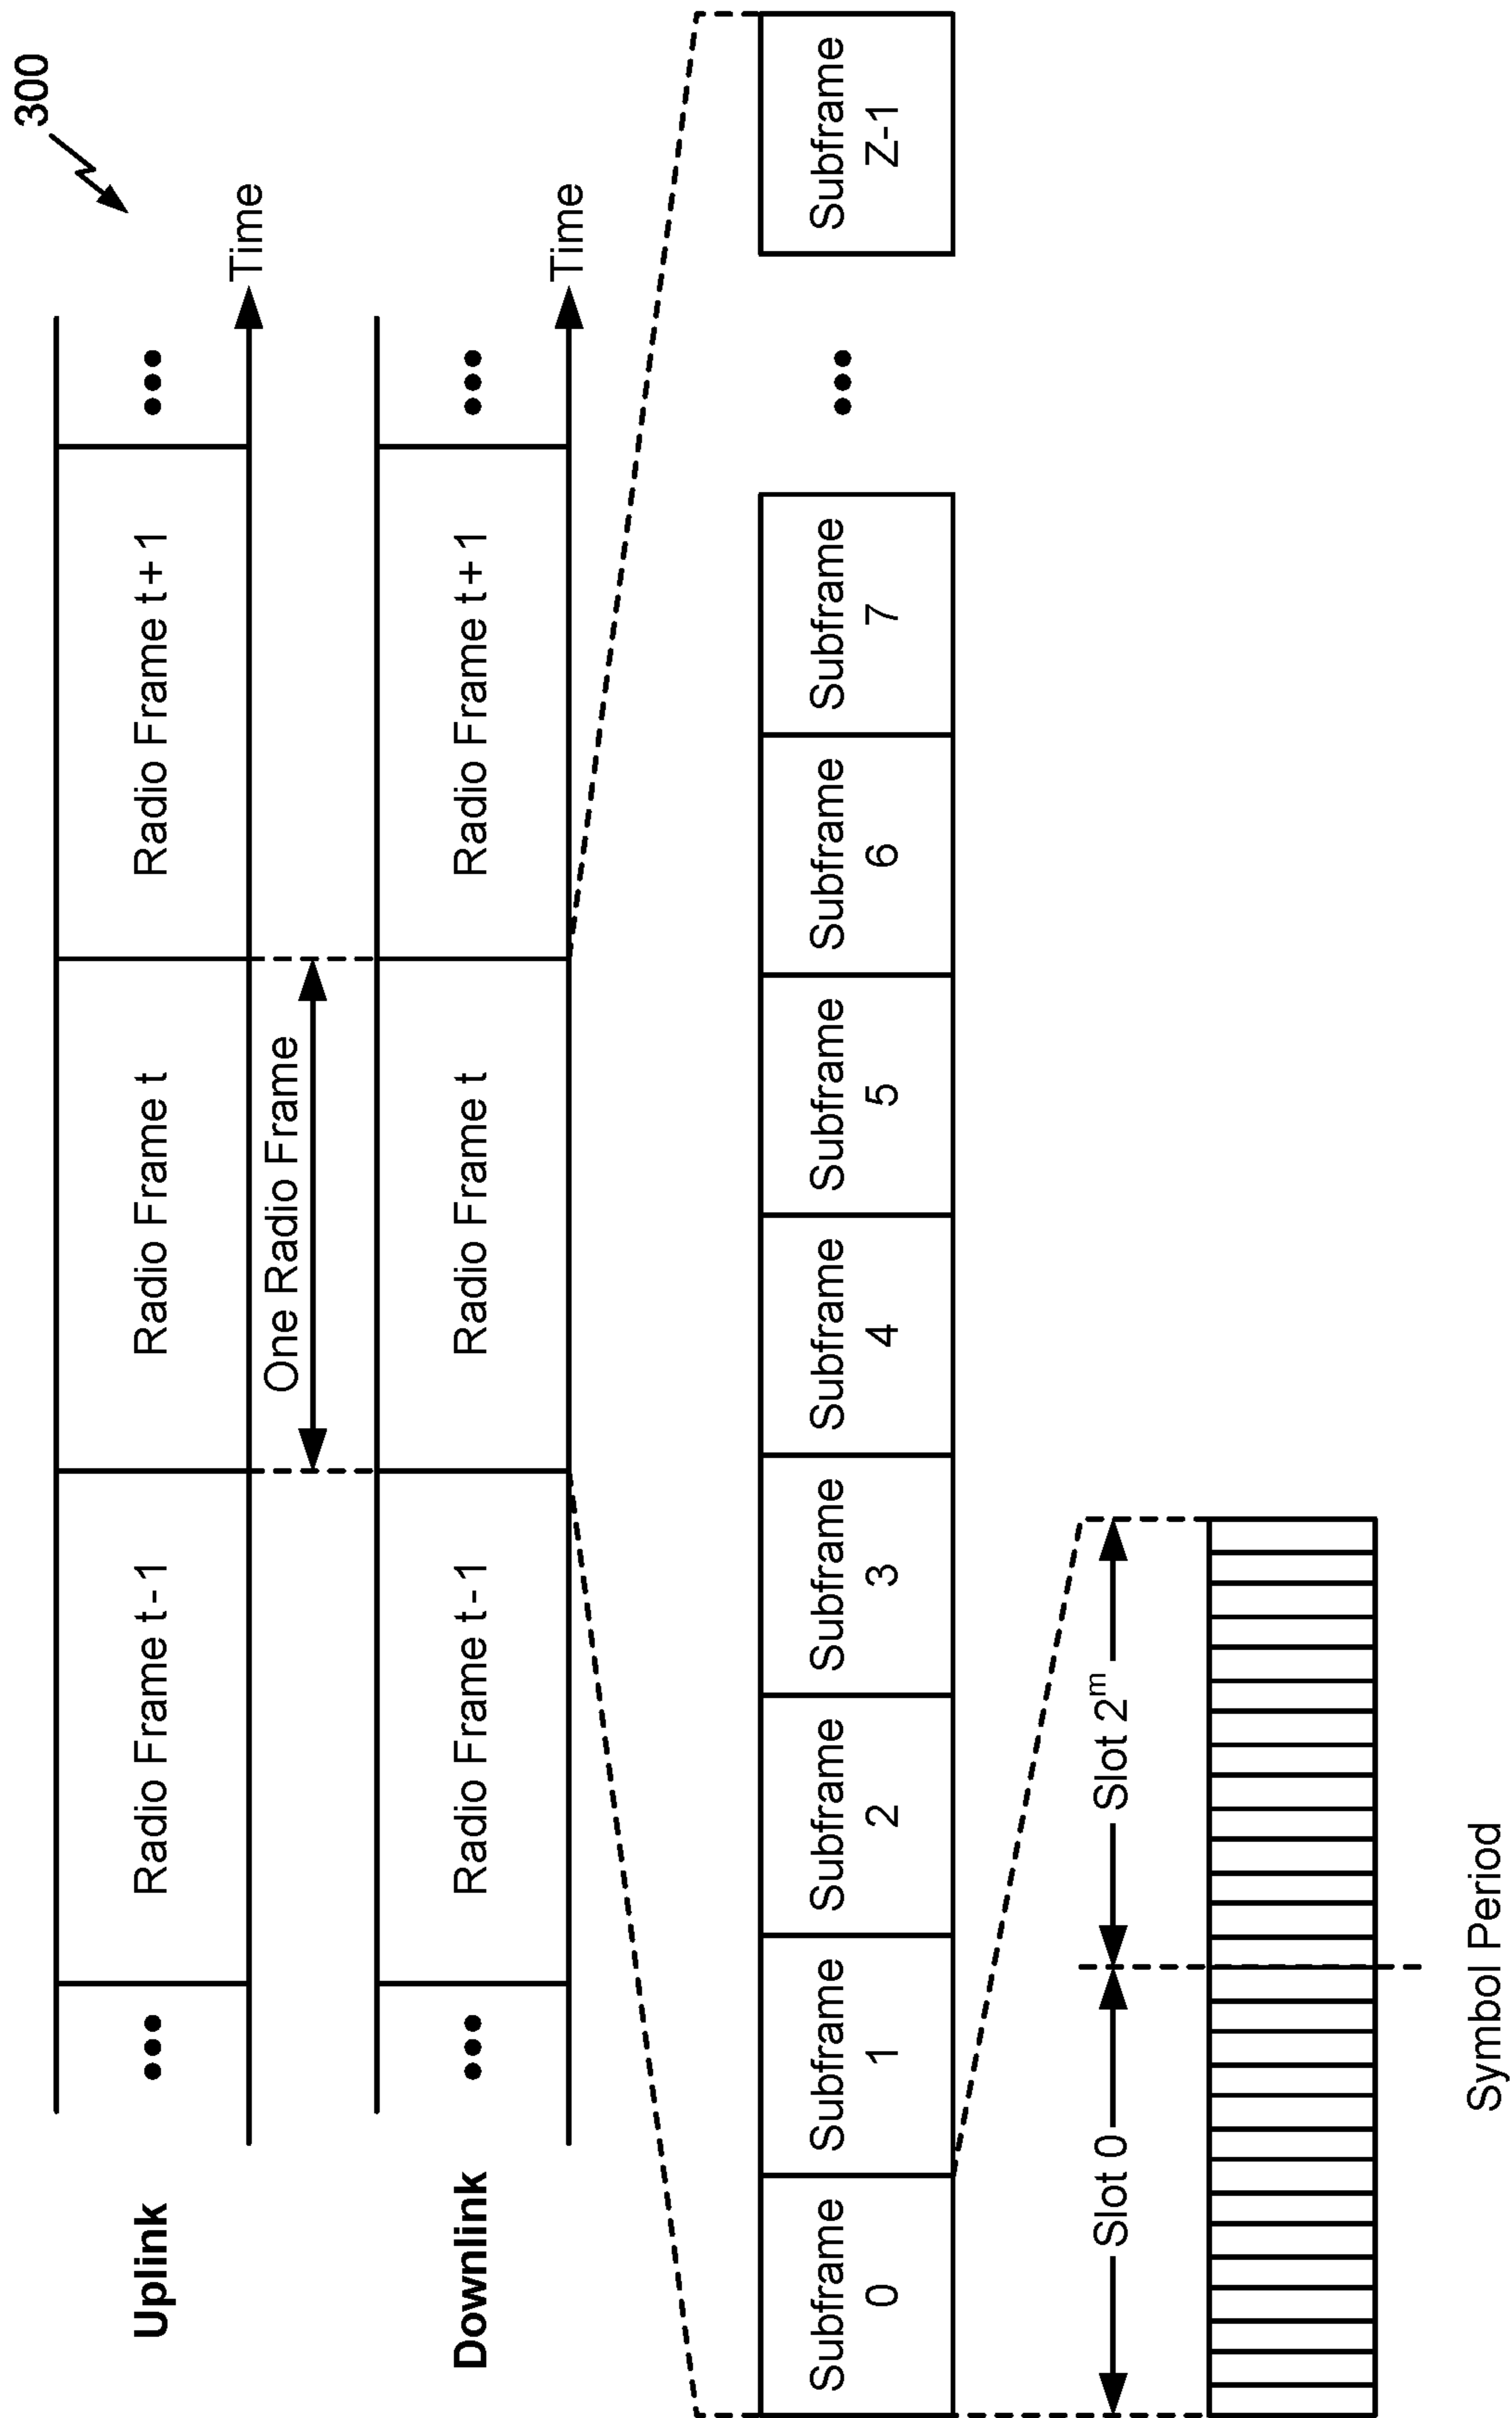 300
Uplink
Radio Frame t-1
Radio Frame t
Radio Frame t+1
Time
One Radio Frame
Downlink
Radio Frame t-1
Radio Frame t
Radio Frame t+1
Time
Subframe
0
Subframe
1
Subframe
2
Subframe
3
Subframe
4
Subframe
5
Subframe
6
Subframe
7
Subframe
Z-1
Slot 0
Slot 2ᵐ
Symbol Period